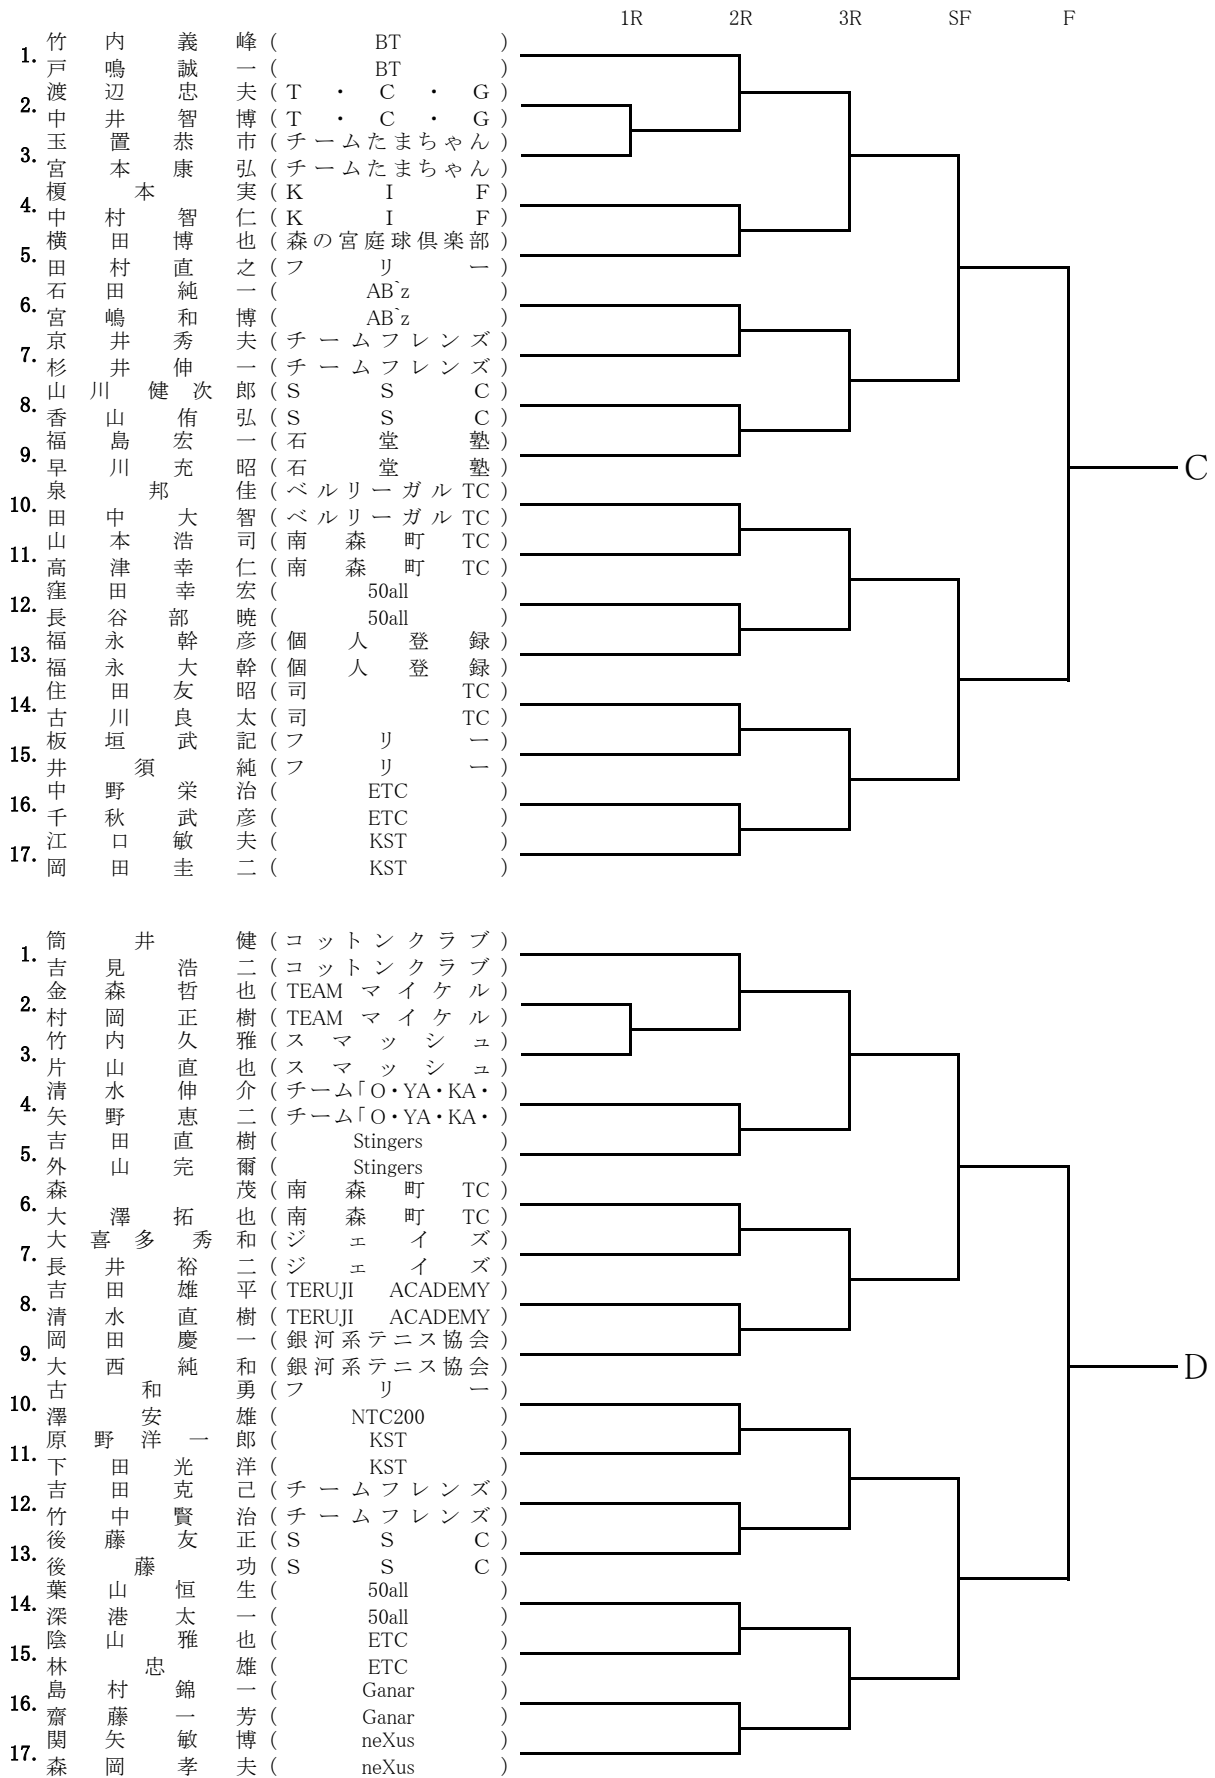 1R 2R 3R SF F
竹内義峰(BT)
1.
戸鳴誠一(BT)
渡辺忠夫(T・C・G)
2.
中井智博(T・C・G)
玉置恭市(チームたまちゃん)
3.
宮本康弘(チームたまちゃん)
榎本実(KIF)
4.
中村智仁(KIF)
横田博也(森の宮庭球倶楽部)
5.
田村直之(フリー)
石田純一(AB`z)
6.
宮嶋和博(AB`z)
京井秀夫(チームフレンズ)
7.
杉井伸一(チームフレンズ)
山川健次郎(SSC)
8.
香山侑弘(SSC)
福島宏一(石堂塾)
9.
早川充昭(石堂塾)
C
泉邦佳(ベルリーガルTC)
10.
田中大智(ベルリーガルTC)
山本浩司(南森町TC)
11.
高津幸仁(南森町TC)
窪田幸宏(50all)
12.
長谷部暁(50all)
福永幹彦(個人登録)
13.
福永大幹(個人登録)
住田友昭(司TC)
14.
古川良太(司TC)
板垣武記(フリー)
15.
井須純(フリー)
中野栄治(ETC)
16.
千秋武彦(ETC)
江口敏夫(KST)
17.
岡田圭二(KST)
筒井健(コットンクラブ)
1.
吉見浩二(コットンクラブ)
金森哲也(TEAMマイケル)
2.
村岡正樹(TEAMマイケル)
竹内久雅(スマッシュ)
3.
片山直也(スマッシュ)
清水伸介(チーム「O・YA・KA・)
4.
矢野恵二(チーム「O・YA・KA・)
吉田直樹(Stingers)
5.
外山完爾(Stingers)
森茂(南森町TC)
6.
大澤拓也(南森町TC)
大喜多秀和(ジェイズ)
7.
長井裕二(ジェイズ)
吉田雄平(TERUJI ACADEMY)
8.
清水直樹(TERUJI ACADEMY)
岡田慶一(銀河系テニス協会)
9.
大西純和(銀河系テニス協会)
D
古和勇(フリー)
10.
澤安雄(NTC200)
原野洋一郎(KST)
11.
下田光洋(KST)
吉田克己(チームフレンズ)
12.
竹中賢治(チームフレンズ)
後藤友正(SSC)
13.
後藤功(SSC)
葉山恒生(50all)
14.
深港太一(50all)
陰山雅也(ETC)
15.
林忠雄(ETC)
島村錦一(Ganar)
16.
齋藤一芳(Ganar)
関矢敏博(neXus)
17.
森岡孝夫(neXus)